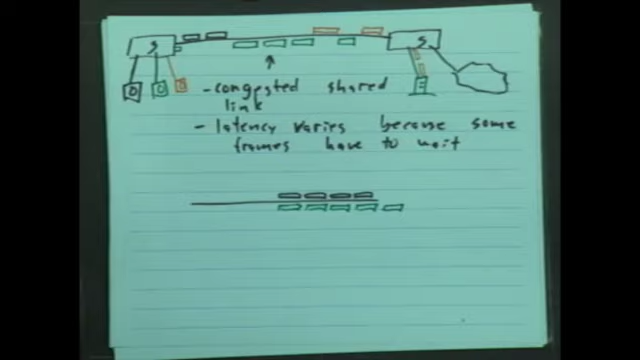 S
S
- congested shared
link
- latency varies because some
frames have to wait